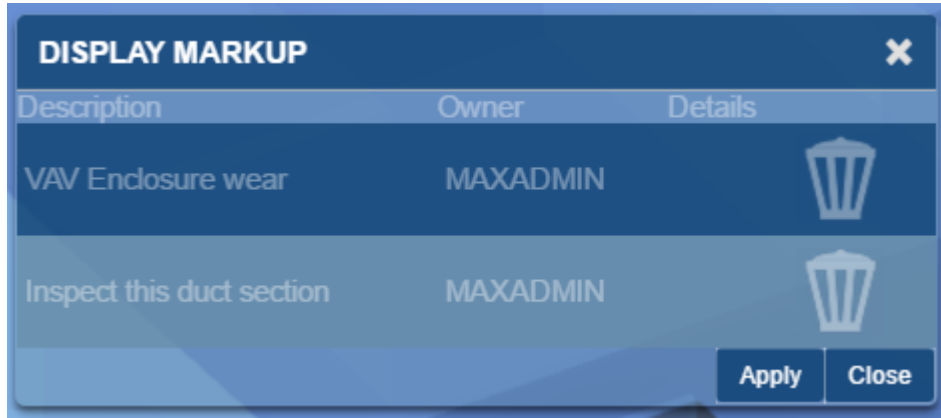 DISPLAY MARKUP
Description Owner Details
VAV Enclosure wear MAXADMIN
Inspect this duct section MAXADMIN
Apply Close